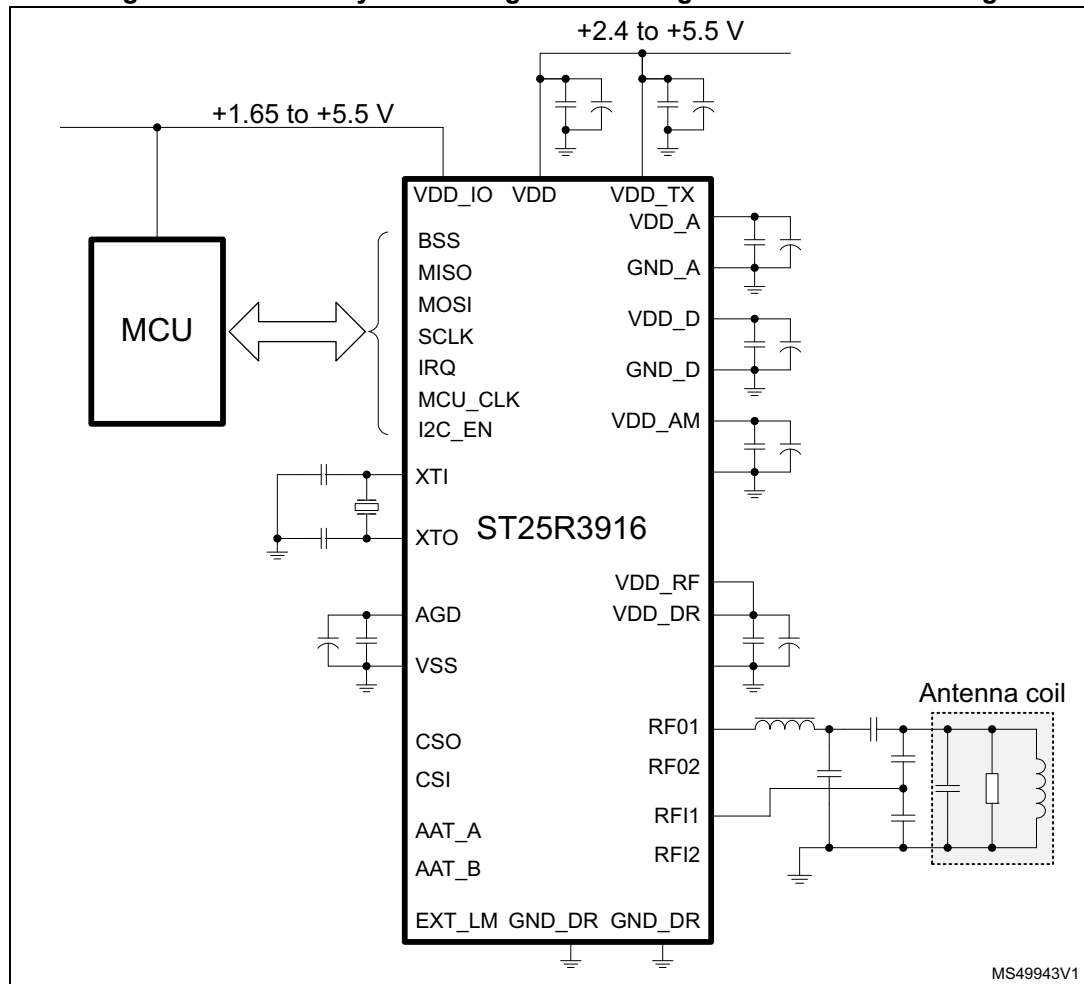 +2.4 to +5.5 V
+1.65 to +5.5 V
VDD_IO VDD VDD_TX
VDD_A
BSS
MISO
GND_A
MOSI
VDD_D
MCU
SCLK
IRQ
GND_D
MCU_CLK
VDD_AM
I2C_EN
XTI
ST25R3916
XTO
VDD_RF
AGD
VDD_DR
VSS
Antenna coil
RF01
CSO
RF02
CSI
RFI1
AAT_A
RFI2
AAT_B
EXT_LM GND_DR GND_DR
MS49943V1